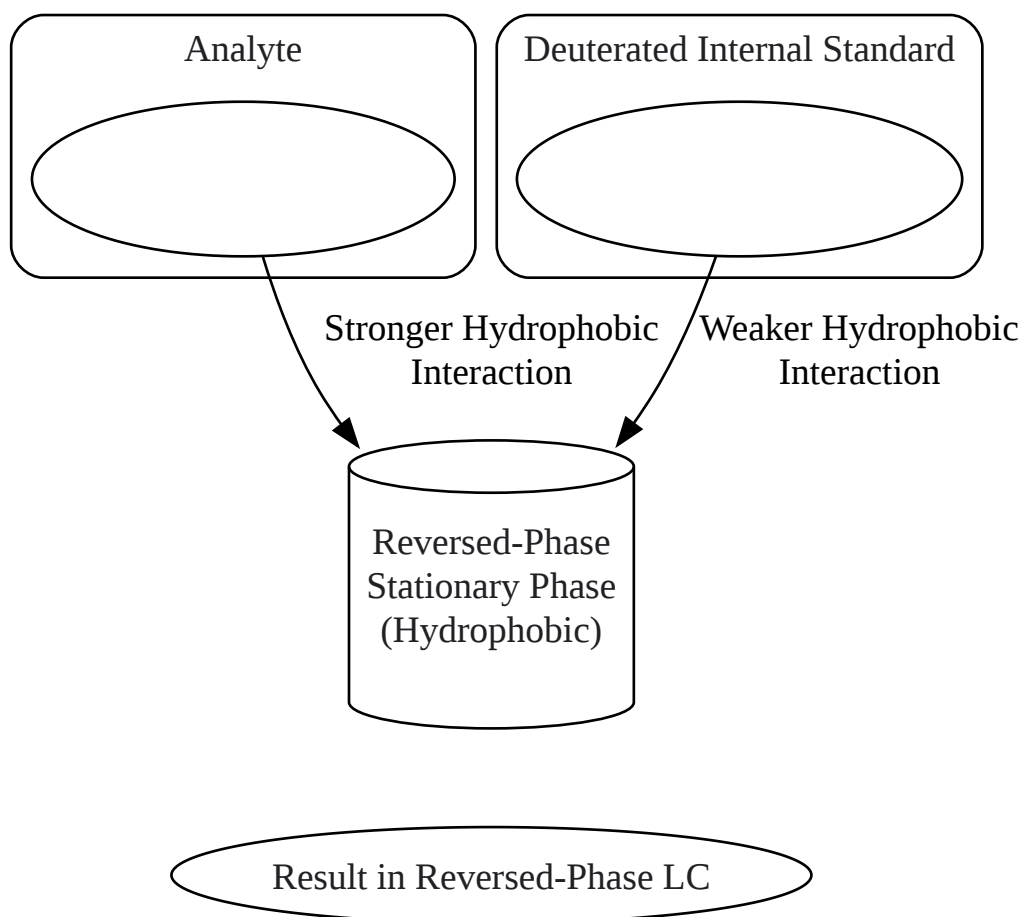 Analyte
Deuterated Internal Standard
Stronger Hydrophobic
Interaction
Weaker Hydrophobic
Interaction
Reversed-Phase
Stationary Phase
(Hydrophobic)
Result in Reversed-Phase LC